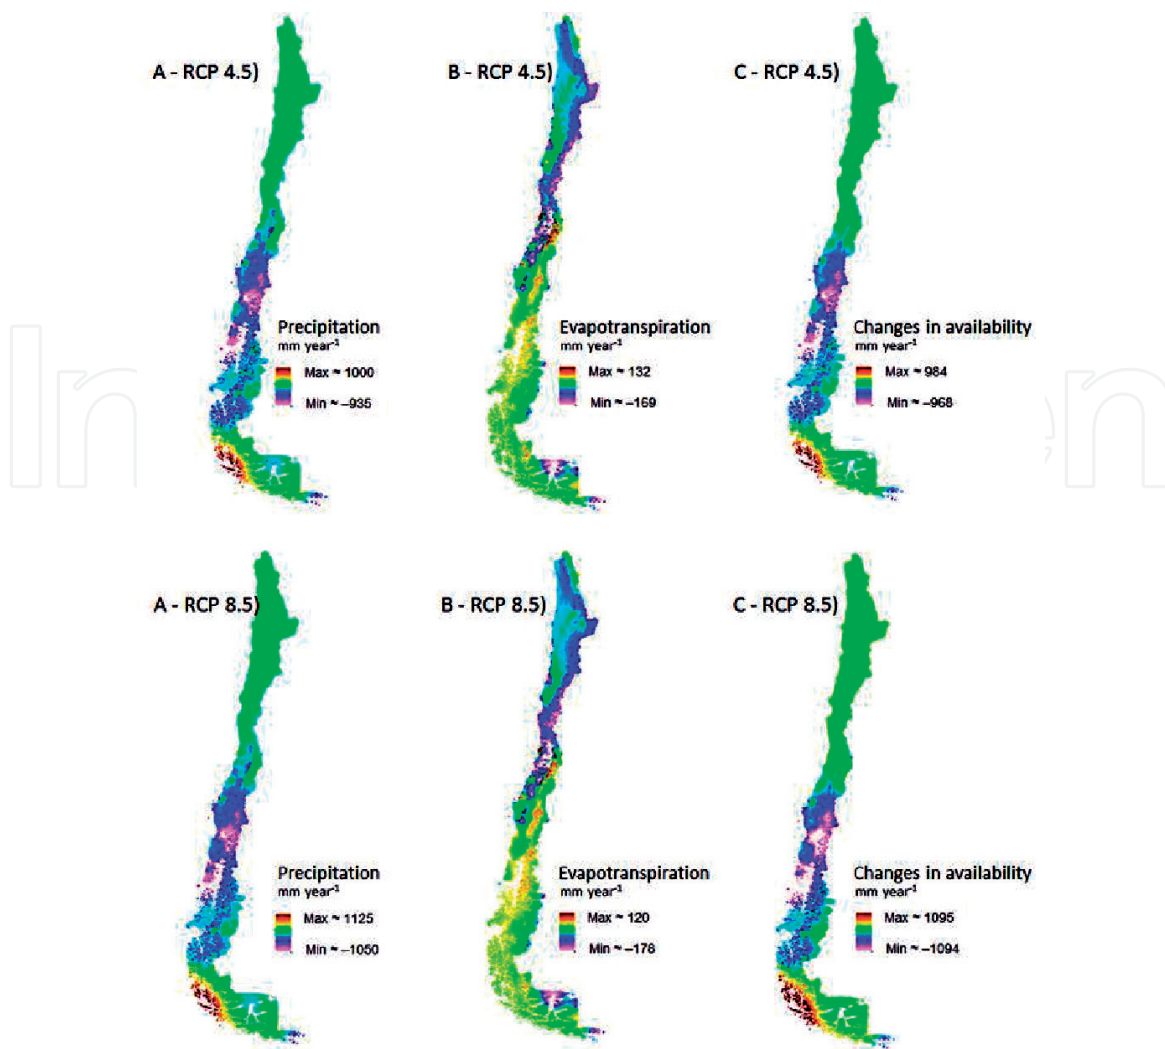 A - RCP 4.5)
B - RCP 4.5)
C - RCP 4.5)
Precipitation
mm year-1
Max ≈ 1000
Min ≈ -935
Evapotranspiration
mm year-1
Max ≈ 132
Min ≈ -169
Changes in availability
mm year-1
Max ≈ 984
Min ≈ -968
In
en
A - RCP 8.5)
B - RCP 8.5)
C - RCP 8.5)
Precipitation
mm year-1
Max ≈ 1125
Min ≈ -1050
Evapotranspiration
mm year-1
Max ≈ 120
Min ≈ -178
Changes in availability
mm year-1
Max ≈ 1095
Min ≈ -1094